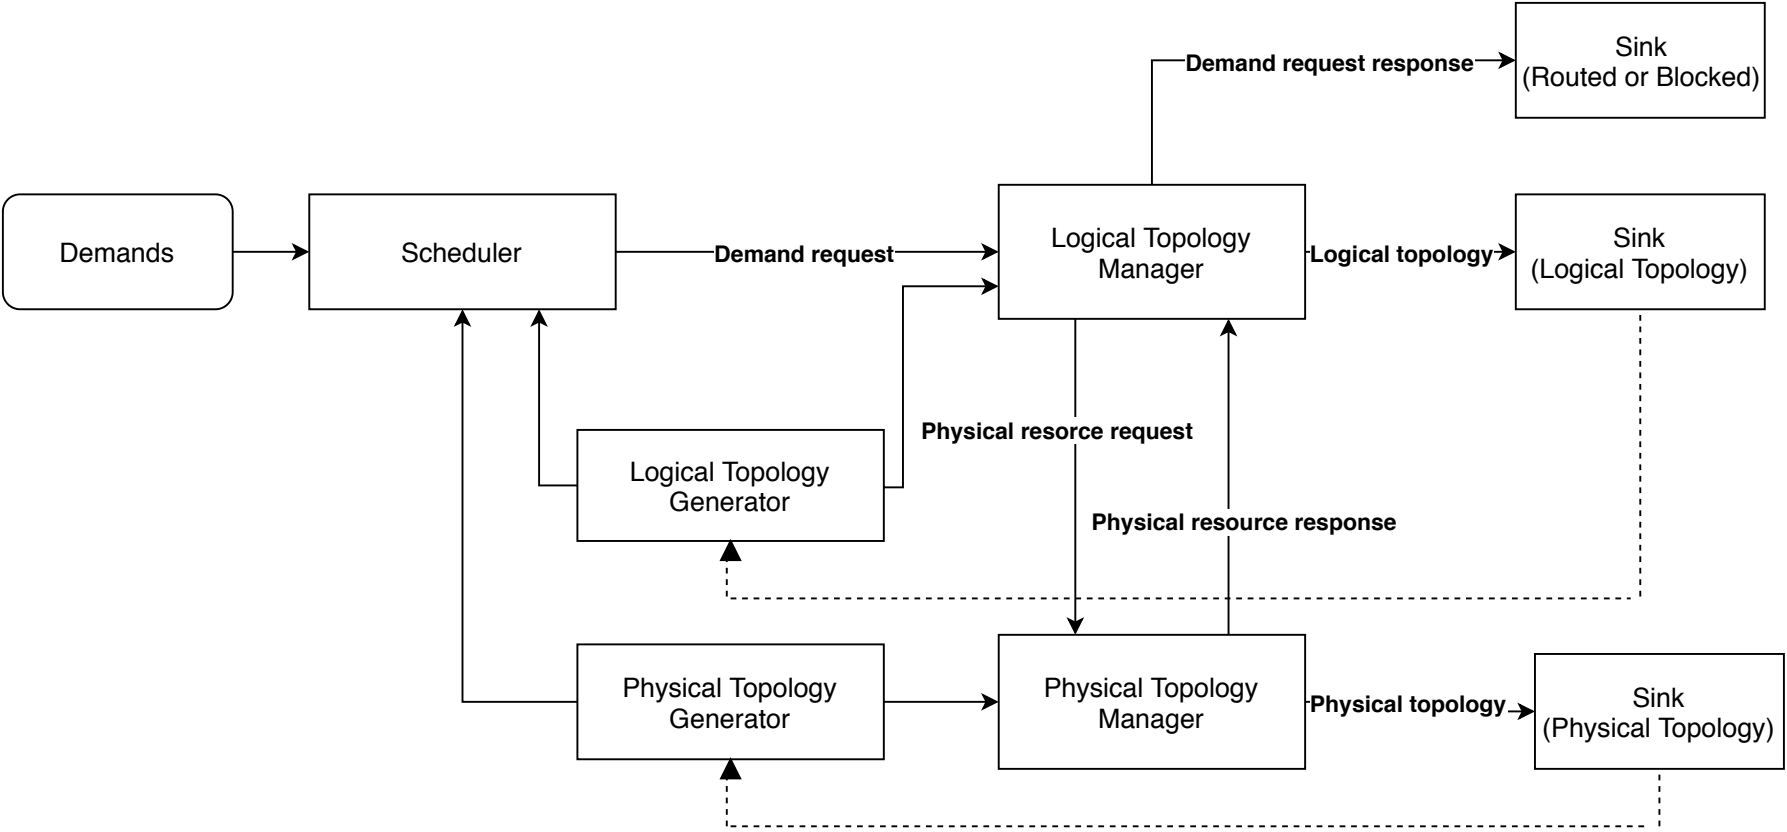 Demand request response
Sink
(Routed or Blocked)
Demands
Scheduler
Demand request
Logical Topology
Manager
Logical topology
Sink
(Logical Topology)
Physical resorce request
Logical Topology
Generator
Physical resource response
Physical Topology
Generator
Physical Topology
Manager
Physical topology
Sink
(Physical Topology)